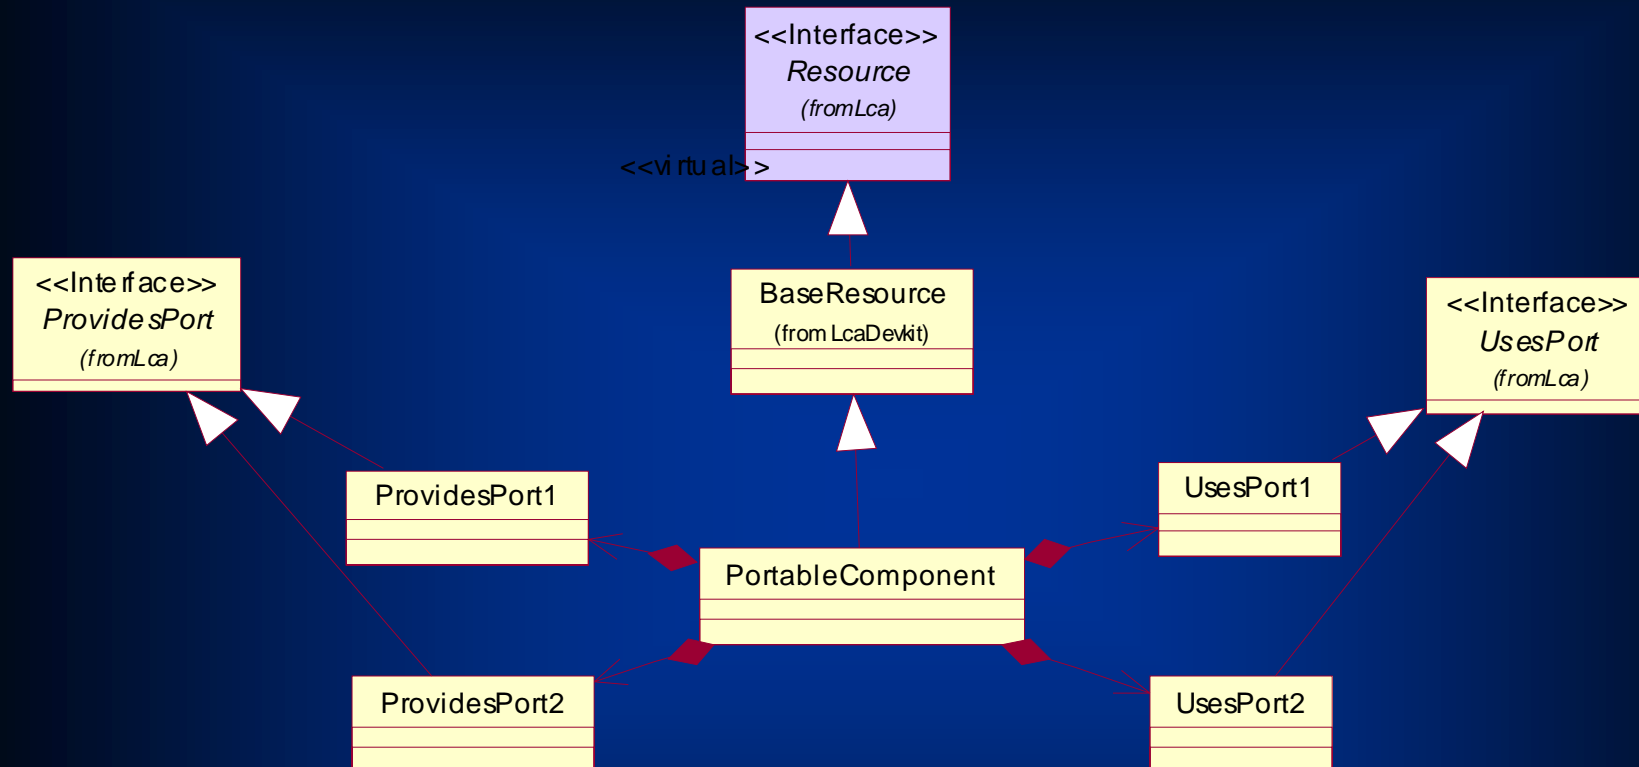 <<Interface>>
Resource
(fromLca)
<<virtual>>
<<Interface>>
ProvidesPort
(fromLca)
BaseResource
(from LcaDevkit)
<<Interface>>
UsesPort
(fromLca)
ProvidesPort1
UsesPort1
PortableComponent
ProvidesPort2
UsesPort2